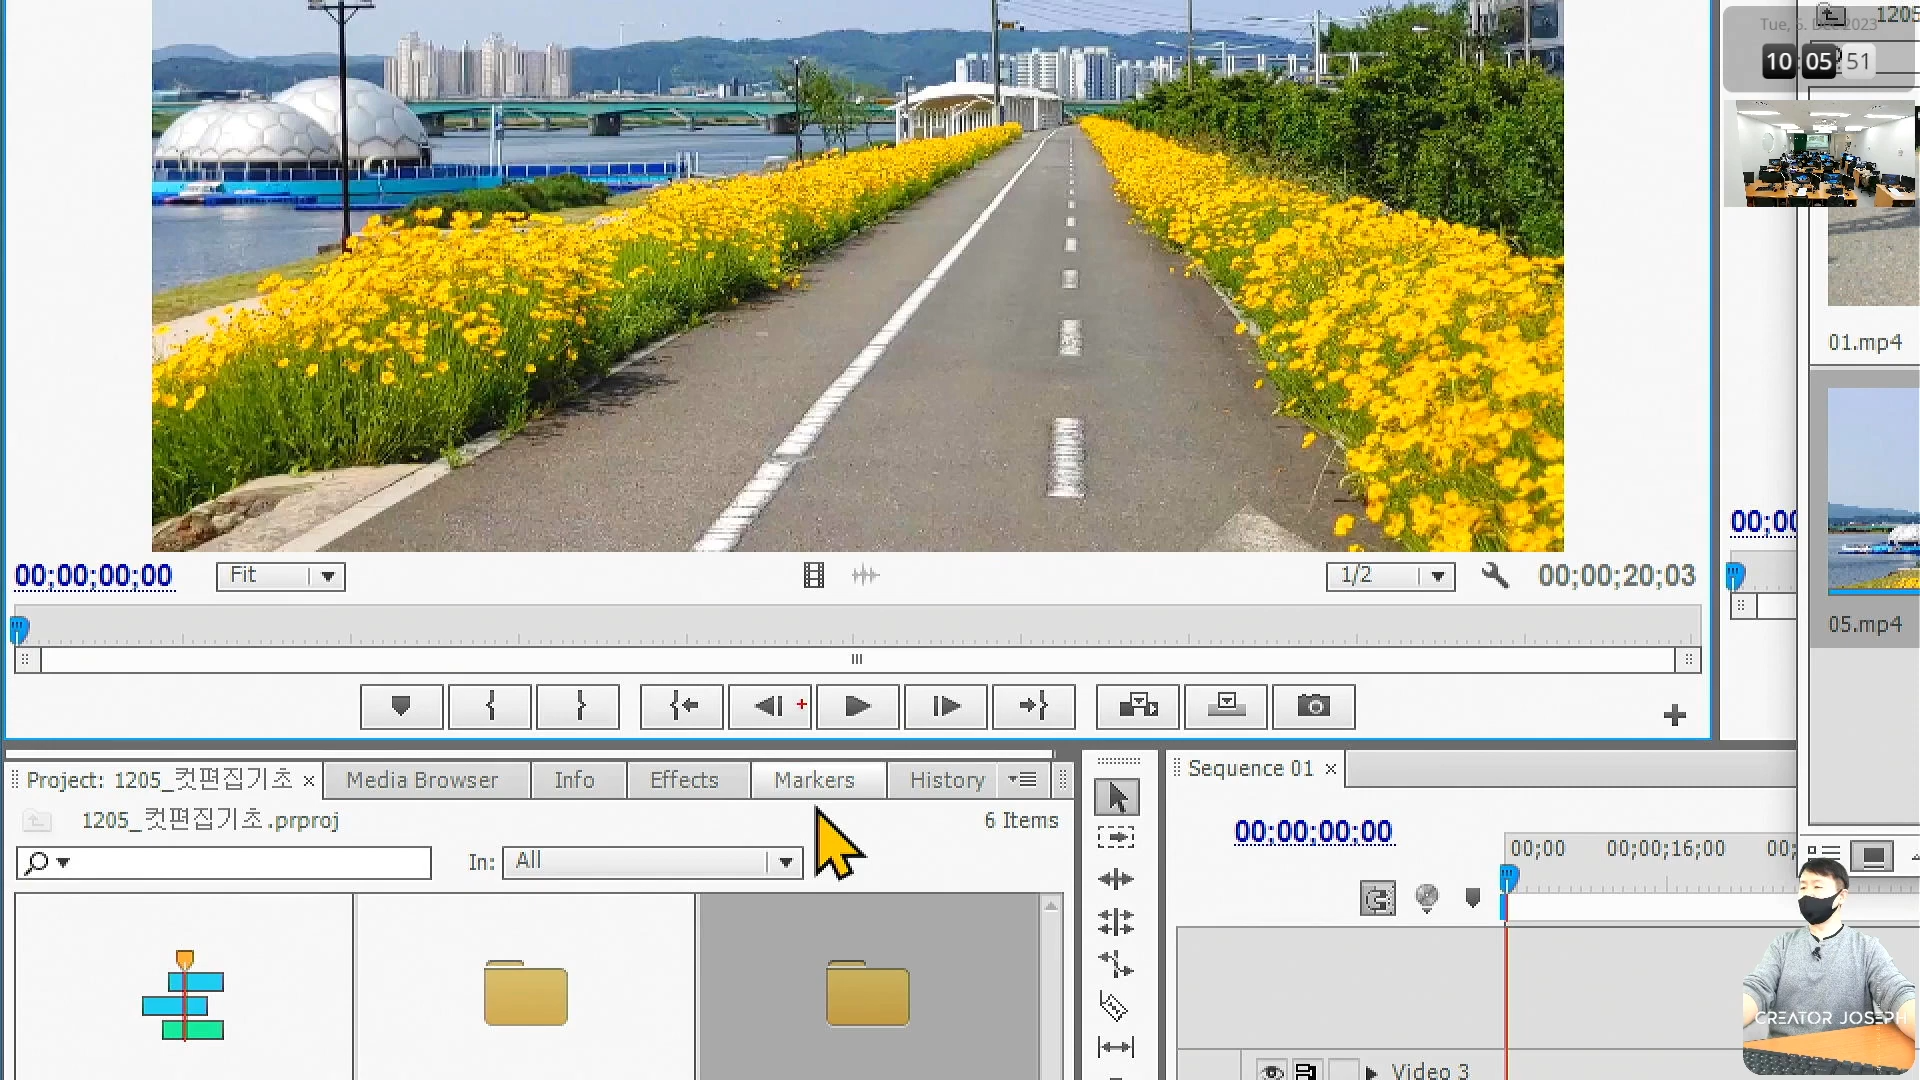 Tue, 5. Dec 2023
10 05 51
1205
01.mp4
05.mp4
00;00;00;00
Fit
1/2
00;00;20;03
00;00
Project: 1205_컷편집기초 ×
Media Browser
Info
Effects
Markers
History
1205_컷편집기초.prproj
6 Items
In: All
Sequence 01 ×
00;00;00;00
00;00
00;00;16;00
00;
Video 3
CREATOR JOSEPH